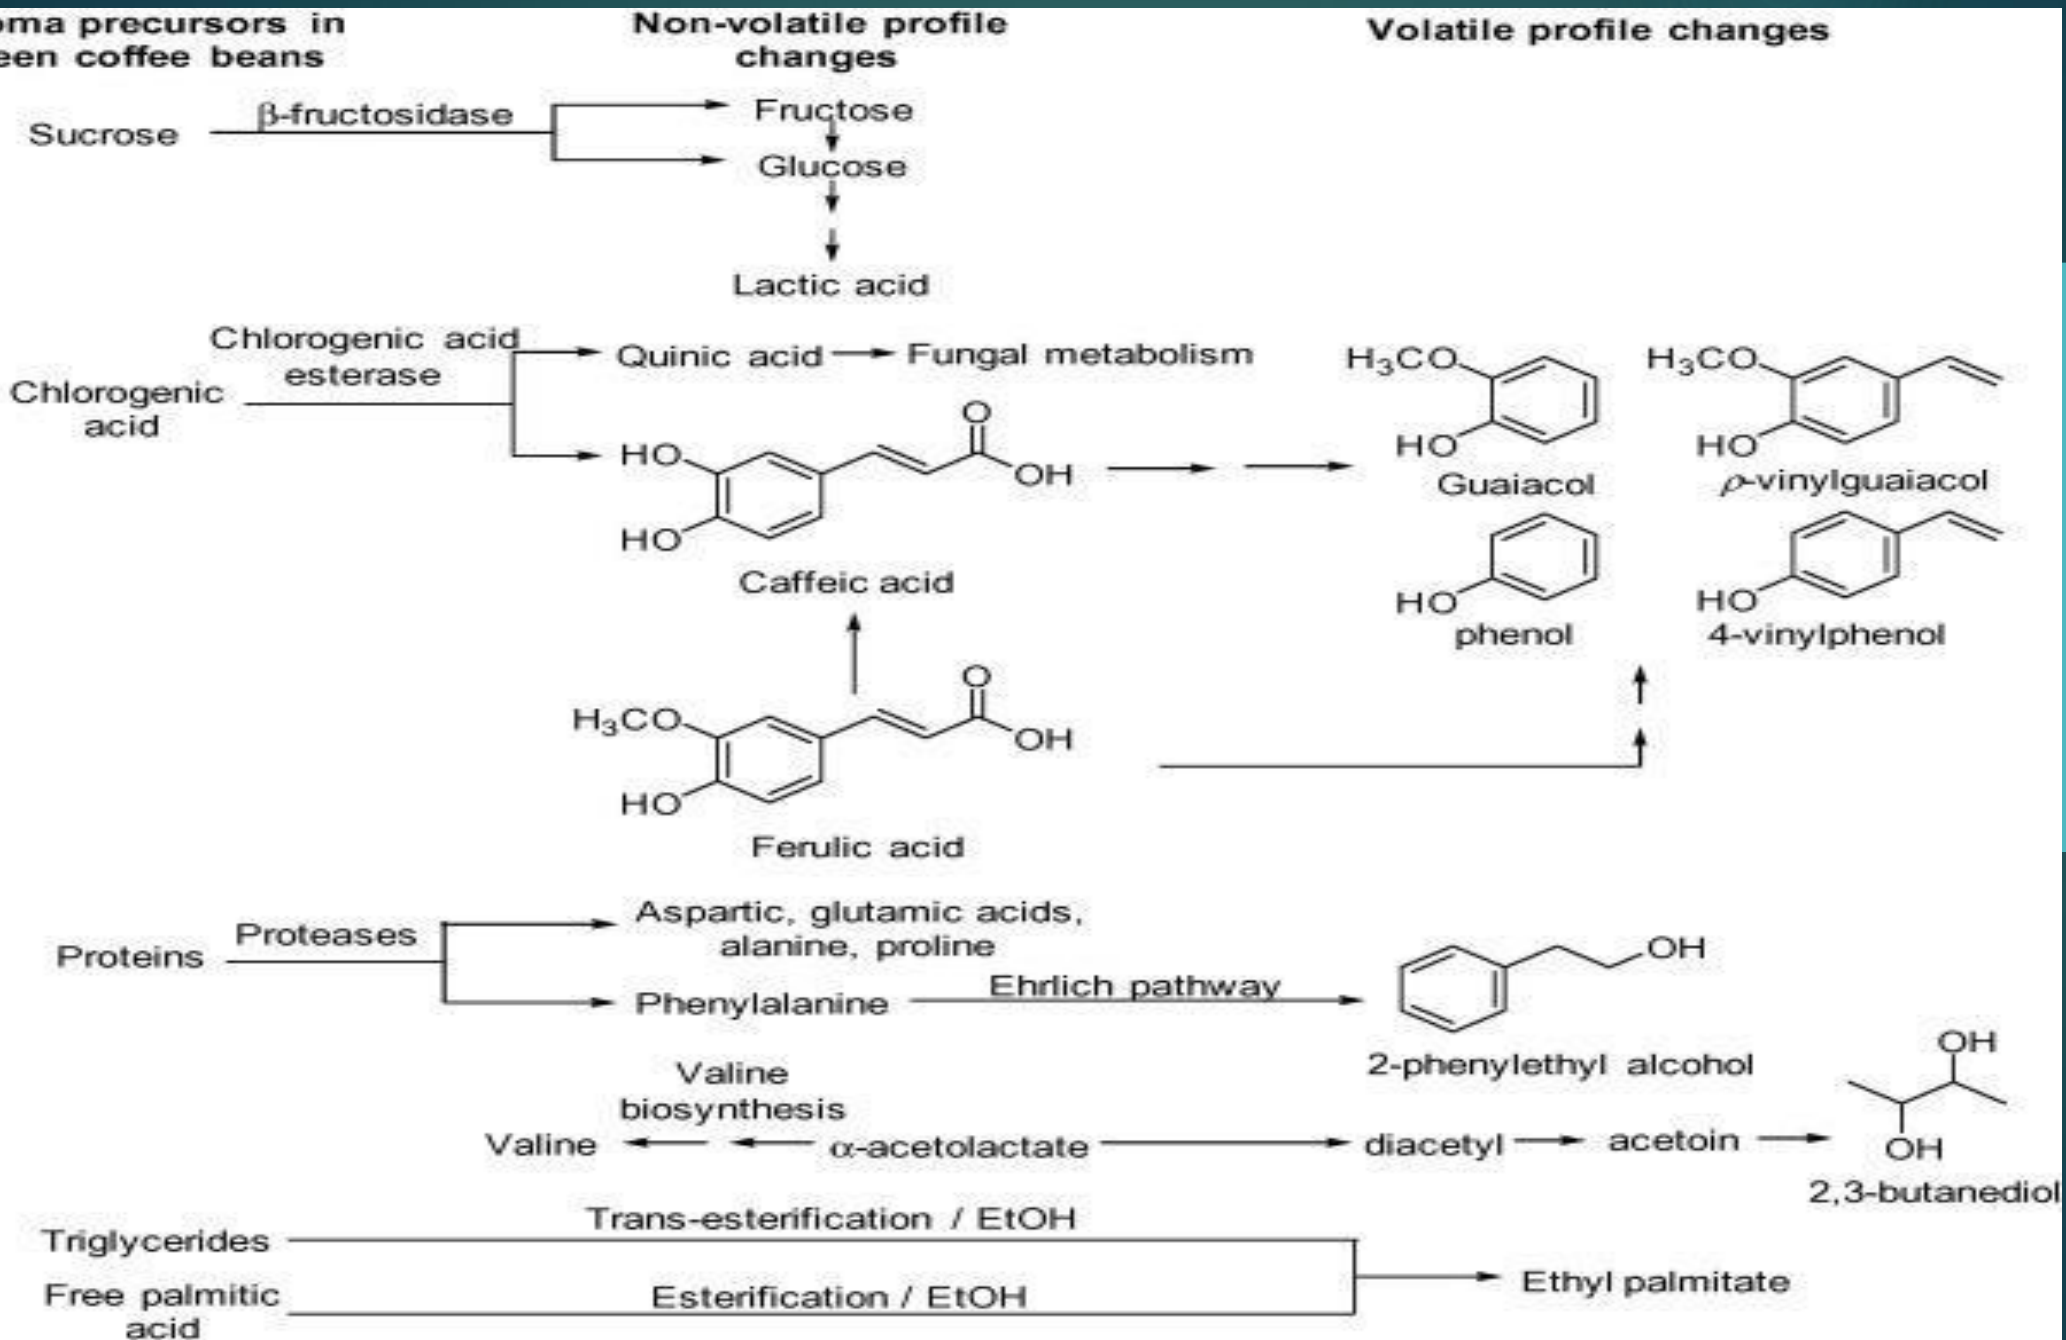 oma precursors in
een coffee beans
Non-volatile profile
changes
Volatile profile changes
Sucrose
β-fructosidase
Fructose
Glucose
Lactic acid
Chlorogenic
acid
Chlorogenic acid
esterase
Quinic acid
Fungal metabolism
HO
HO
O
OH
Caffeic acid
H₃CO
HO
Guaiacol
H₃CO
HO
ρ-vinylguaiacol
HO
phenol
HO
4-vinylphenol
H₃CO
HO
O
OH
Ferulic acid
Proteins
Proteases
Aspartic, glutamic acids,
alanine, proline
Phenylalanine
Ehrlich pathway
OH
2-phenylethyl alcohol
Valine
biosynthesis
Valine
α-acetolactate
diacetyl
acetoin
OH
OH
2,3-butanediol
Triglycerides
Trans-esterification / EtOH
Free palmitic
acid
Esterification / EtOH
Ethyl palmitate